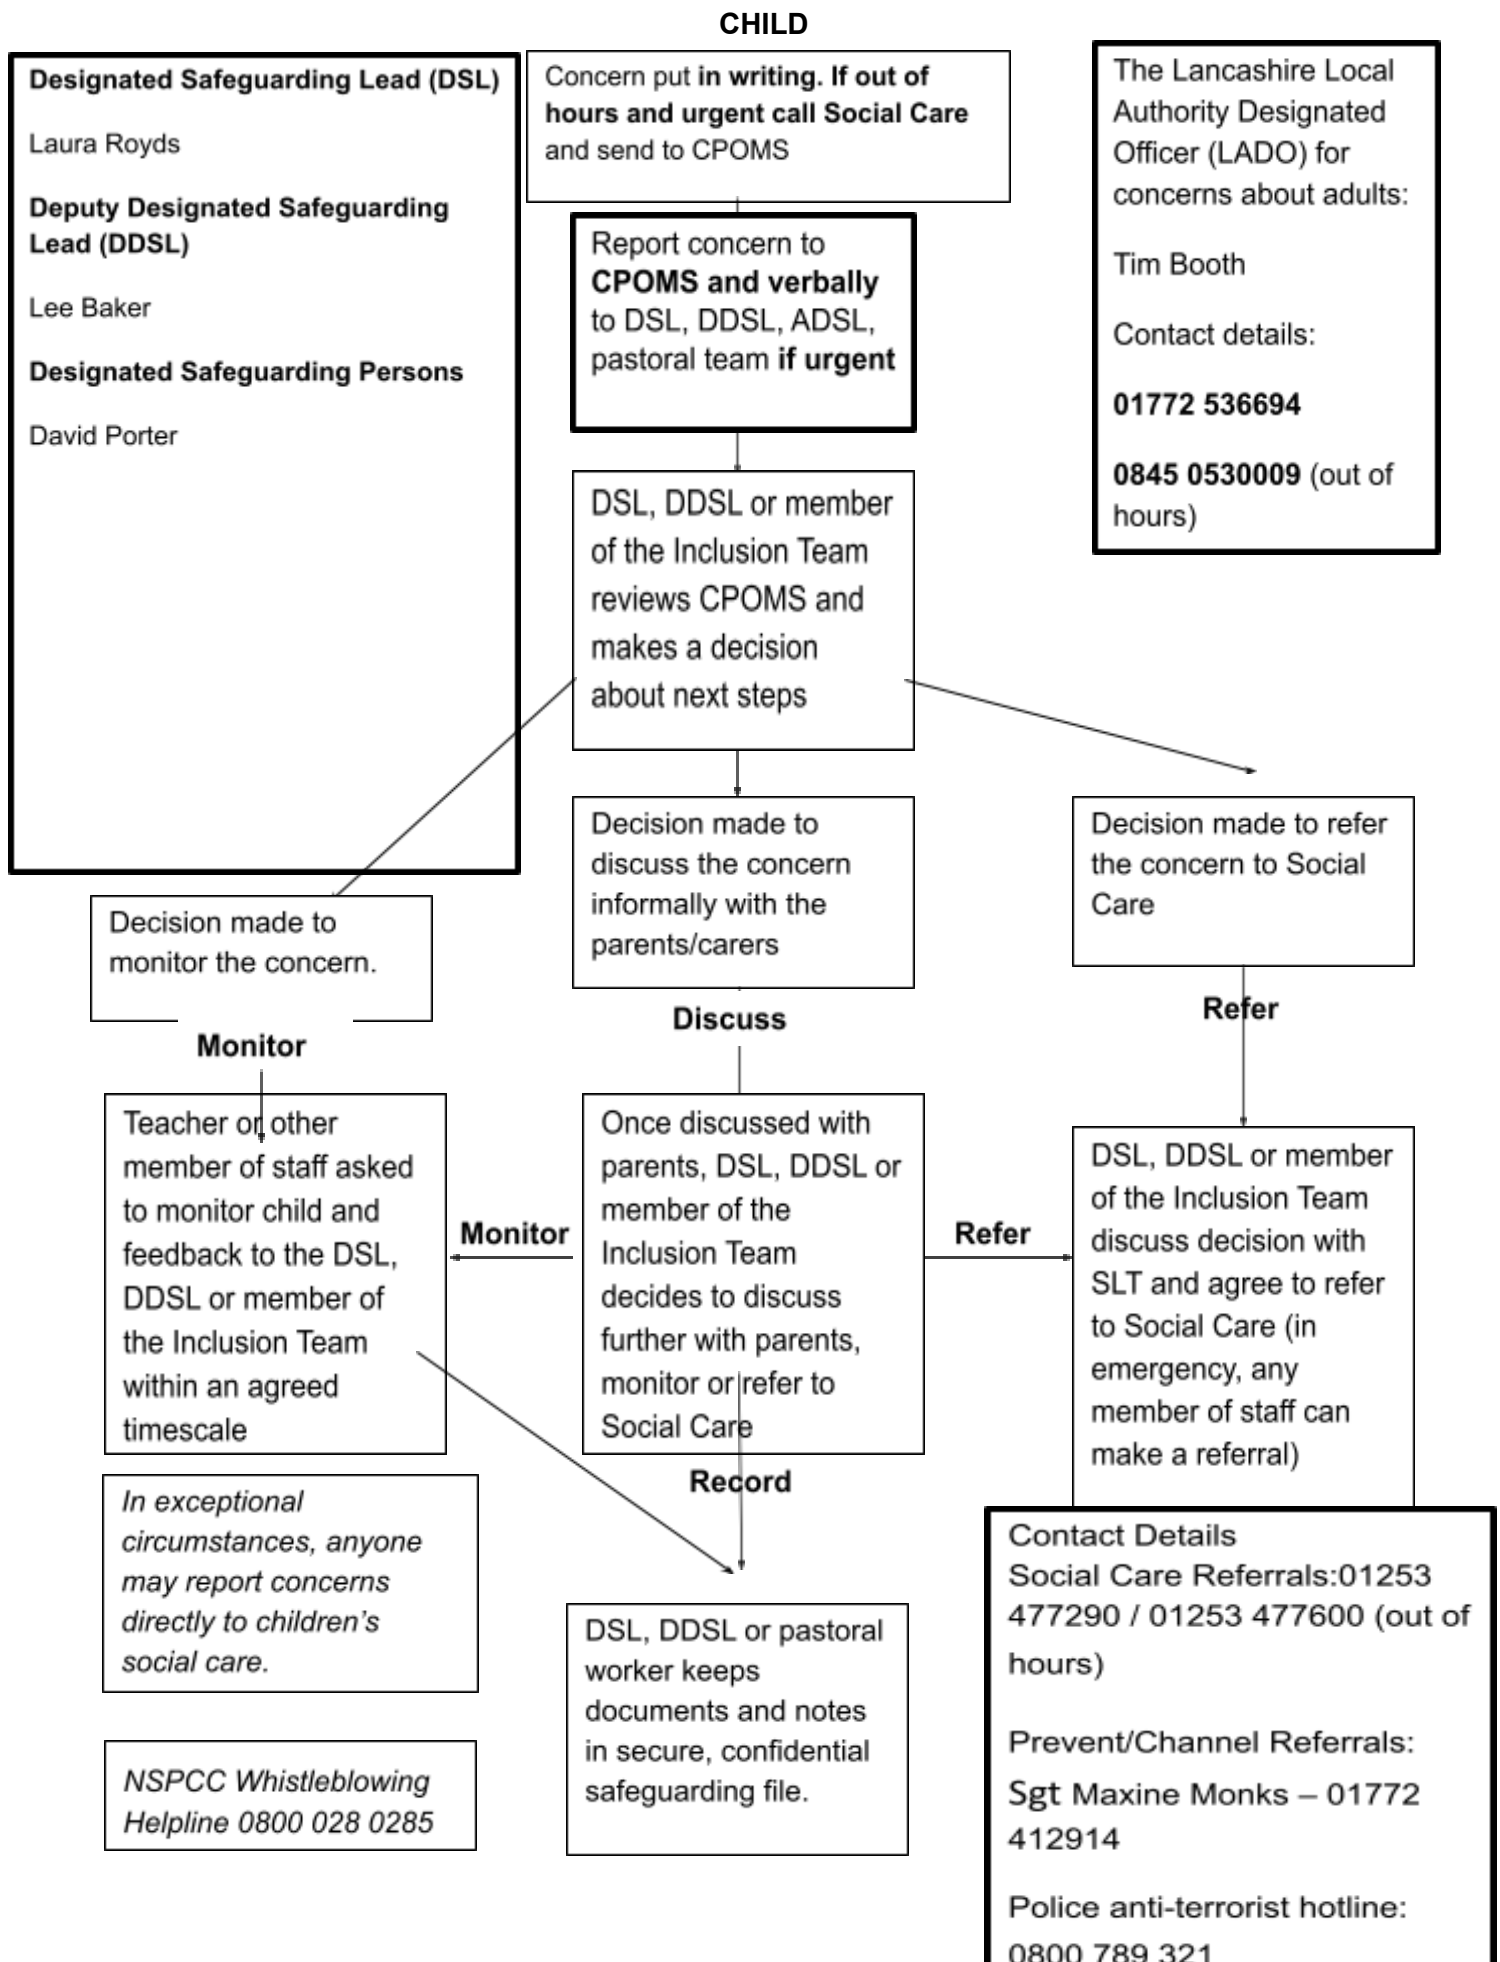 CHILD
Designated Safeguarding Lead (DSL)
Laura Royds
Deputy Designated Safeguarding
Lead (DDSL)
Lee Baker
Designated Safeguarding Persons
David Porter
Concern put in writing. If out of
hours and urgent call Social Care
and send to CPOMS
The Lancashire Local
Authority Designated
Officer (LADO) for
concerns about adults:
Tim Booth
Contact details:
01772 536694
0845 0530009 (out of
hours)
Report concern to
CPOMS and verbally
to DSL, DDSL, ADSL,
pastoral team if urgent
DSL, DDSL or member
of the Inclusion Team
reviews CPOMS and
makes a decision
about next steps
Decision made to
monitor the concern.
Decision made to
discuss the concern
informally with the
parents/carers
Decision made to refer
the concern to Social
Care
Monitor
Discuss
Refer
Teacher or other
member of staff asked
to monitor child and
feedback to the DSL,
DDSL or member of
the Inclusion Team
within an agreed
timescale
Monitor
Once discussed with
parents, DSL, DDSL or
member of the
Inclusion Team
decides to discuss
further with parents,
monitor or refer to
Social Care
Refer
DSL, DDSL or member
of the Inclusion Team
discuss decision with
SLT and agree to refer
to Social Care (in
emergency, any
member of staff can
make a referral)
Record
In exceptional
circumstances, anyone
may report concerns
directly to children's
social care.
NSPCC Whistleblowing
Helpline 0800 028 0285
DSL, DDSL or pastoral
worker keeps
documents and notes
in secure, confidential
safeguarding file.
Contact Details
Social Care Referrals:01253
477290 / 01253 477600 (out of
hours)
Prevent/Channel Referrals:
Sgt Maxine Monks – 01772
412914
Police anti-terrorist hotline:
0800 789 321